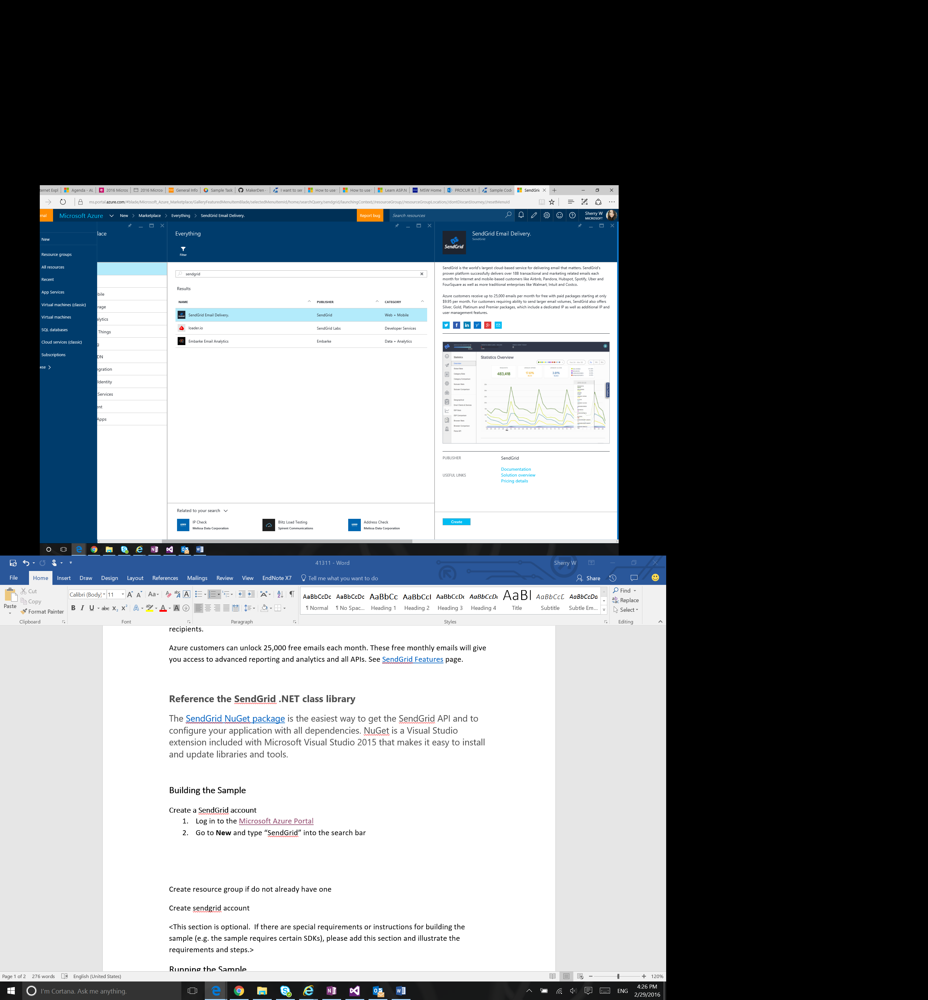 ternet Expl
Agenda - AL
2016 Micros
2016 Micros
General Info
Sample Task
MakerDen -
I want to ser
How to use
How to use
Learn ASP.N
MSW Home
PROCUR 5.1
Sample Code
SendGric
ms.portal.azure.com/#blade/Microsoft_Azure_Marketplace/GalleryFeaturedMenuItemBlade/selectedMenuItemId/home/searchQuery/sendgrid/launchingContext//resourceGroup//resourceGroupLocation//dontDiscardJourney//resetMenuId
Microsoft Azure New > Marketplace > Everything > SendGrid Email Delivery.
Report bug
Search resources
Sherry W
MICROSOFT
New
Resource groups
All resources
Recent
App Services
Virtual machines (classic)
Virtual machines
SQL databases
Cloud services (classic)
Subscriptions
wse >
lace
bile
rage
alytics
Things
g
DN
egration
Identity
Services
ent
Apps
Everything
Filter
sendgrid
Results
NAME PUBLISHER CATEGORY
SendGrid Email Delivery. SendGrid Web + Mobile
loader.io SendGrid Labs Developer Services
Embarke Email Analytics Embarke Data + Analytics
Related to your search
IP Check
Melissa Data Corporation
Blitz Load Testing
Spirent Communications
Address Check
Melissa Data Corporation
SendGrid
SendGrid Email Delivery.
SendGrid
SendGrid is the world's largest cloud-based service for delivering email that matters. SendGrid's
proven platform successfully delivers over 18B transactional and marketing related emails each
month for Internet and mobile-based customers like Airbnb, Pandora, Hubspot, Spotify, Uber and
FourSquare as well as more traditional enterprises like Walmart, Intuit and Costco.
Azure customers receive up to 25,000 emails per month for free with paid packages starting at only
$9.95 per month. For customers requiring ability to send larger email volumes, SendGrid also offers
Silver, Gold, Platinum and Premier packages, which include a dedicated IP as well as additional IP and
user management features.
Statistics
Overview
Category Comparison
Subuser Comparison
Geographical
Email Clients & Devices
ISP Comparison
Browser Comparison
Statistics Overview
483,418
17.61%
3.81%
PUBLISHER SendGrid
USEFUL LINKS
Documentation
Solution overview
Pricing details
Create
41311 - Word
Sherry W
File Home Insert Draw Design Layout References Mailings Review View EndNote X7 Tell me what you want to do
Share
Paste
Cut
Copy
Format Painter
Clipboard
Calibri (Body) 11
Font
Paragraph
AaBbCcDc AaBbCcDc AaBbCc AaBbCcI AaBbCcDc AaBbCcDc AaBI AaBbCcE AaBbCcDa
¶ Normal ¶ No Spac... Heading 1 Heading 2 Heading 3 Heading 4 Title Subtitle Subtle Em...
Styles
Find
Replace
Select
Editing
recipients.
Azure customers can unlock 25,000 free emails each month. These free monthly emails will give
you access to advanced reporting and analytics and all APIs. See SendGrid Features page.
Reference the SendGrid .NET class library
The SendGrid NuGet package is the easiest way to get the SendGrid API and to
configure your application with all dependencies. NuGet is a Visual Studio
extension included with Microsoft Visual Studio 2015 that makes it easy to install
and update libraries and tools.
Building the Sample
Create a SendGrid account
1. Log in to the Microsoft Azure Portal
2. Go to New and type “SendGrid” into the search bar
Create resource group if do not already have one
Create sendgrid account
<This section is optional.  If there are special requirements or instructions for building the
sample (e.g. the sample requires certain SDKs), please add this section and illustrate the
requirements and steps.>
Running the Sample
Page 1 of 2 276 words English (United States) 120%
I'm Cortana. Ask me anything.
ENG
4:26 PM
2/29/2016